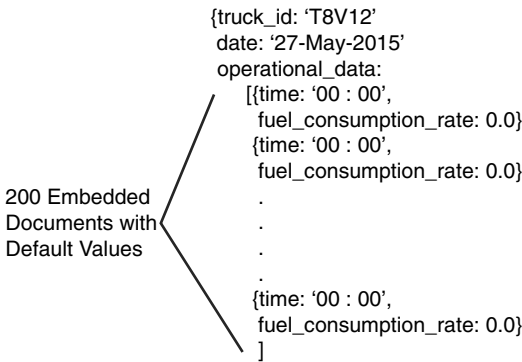 {truck_id: ‘T8V12’
date: ‘27-May-2015’
operational_data:
[{time: ‘00 : 00’,
fuel_consumption_rate: 0.0}
{time: ‘00 : 00’,
fuel_consumption_rate: 0.0}
.
.
.
.
{time: ‘00 : 00’,
fuel_consumption_rate: 0.0}
]
200 Embedded
Documents with
Default Values